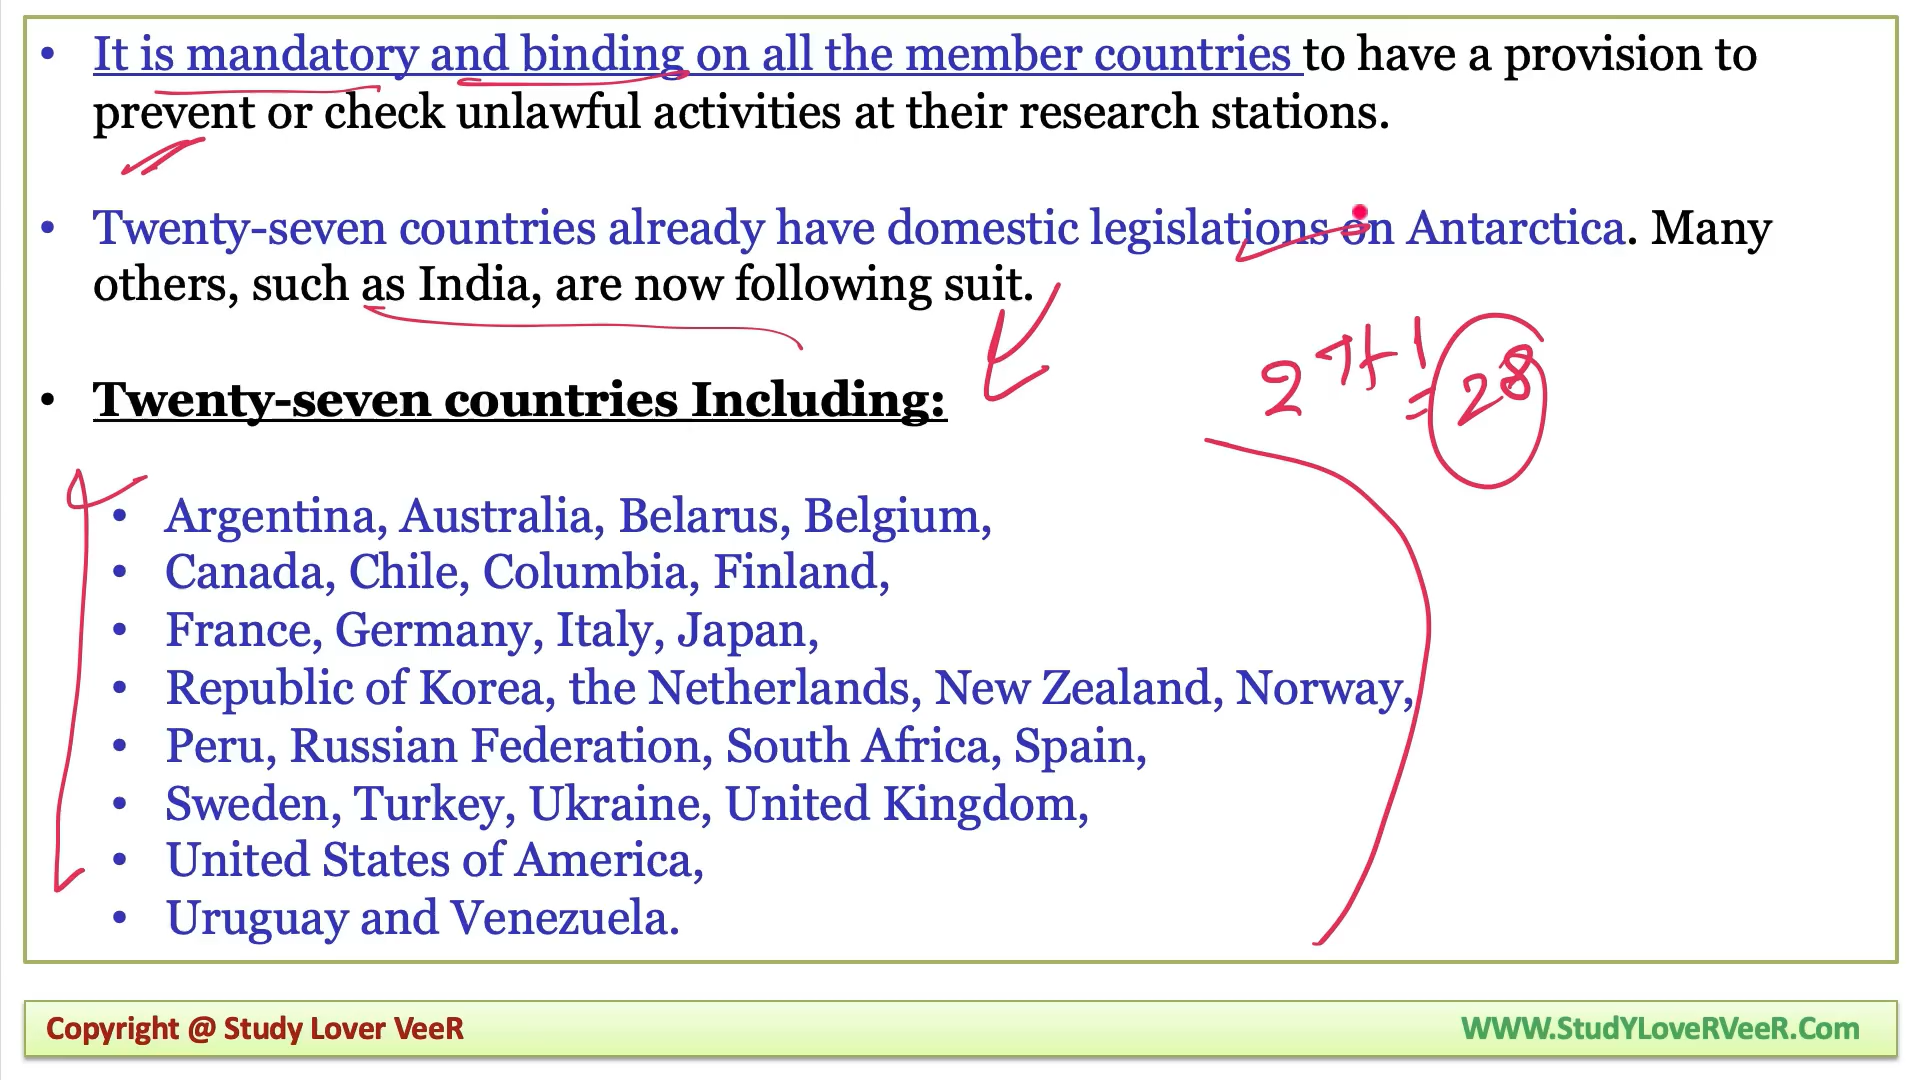 • It is mandatory and binding on all the member countries to have a provision to
prevent or check unlawful activities at their research stations.
• Twenty-seven countries already have domestic legislations on Antarctica. Many
others, such as India, are now following suit.
27+1
= 28
• Twenty-seven countries Including:
• Argentina, Australia, Belarus, Belgium,
• Canada, Chile, Columbia, Finland,
• France, Germany, Italy, Japan,
• Republic of Korea, the Netherlands, New Zealand, Norway,
• Peru, Russian Federation, South Africa, Spain,
• Sweden, Turkey, Ukraine, United Kingdom,
• United States of America,
• Uruguay and Venezuela.
Copyright @ Study Lover VeeR
WWW.StudYLoveRVeeR.Com